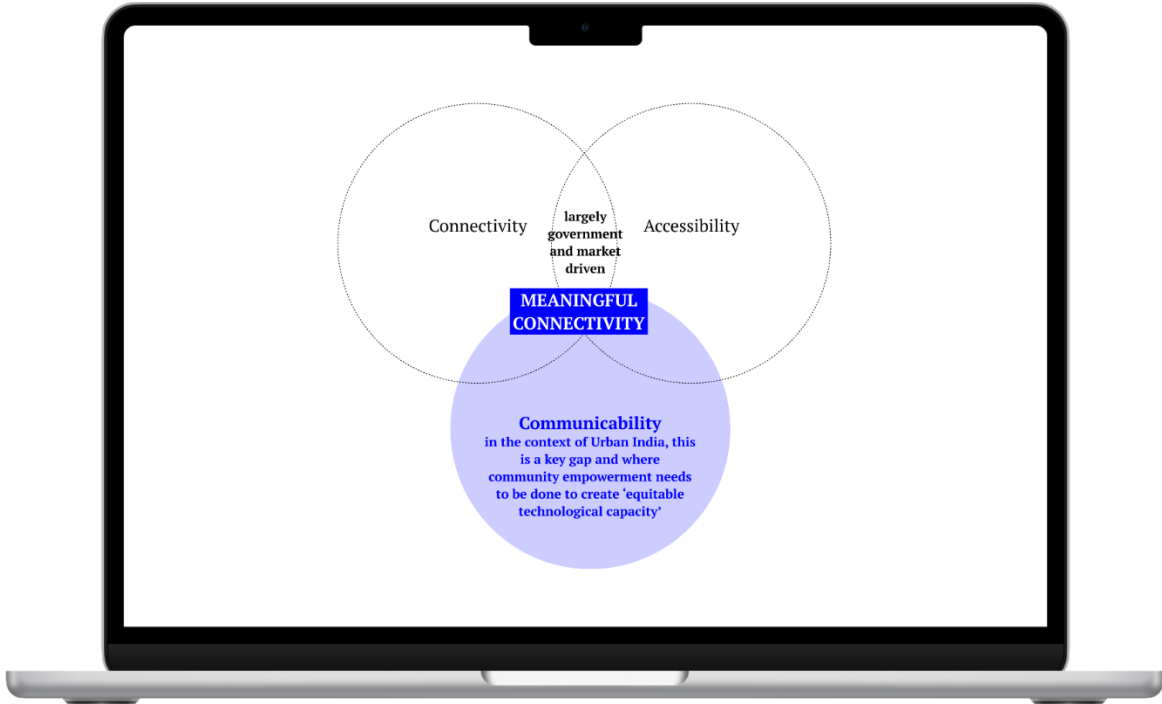 Connectivity
largely
government
and market
driven
Accessibility
MEANINGFUL
CONNECTIVITY
Communicability
in the context of Urban India, this
is a key gap and where
community empowerment needs
to be done to create ‘equitable
technological capacity’